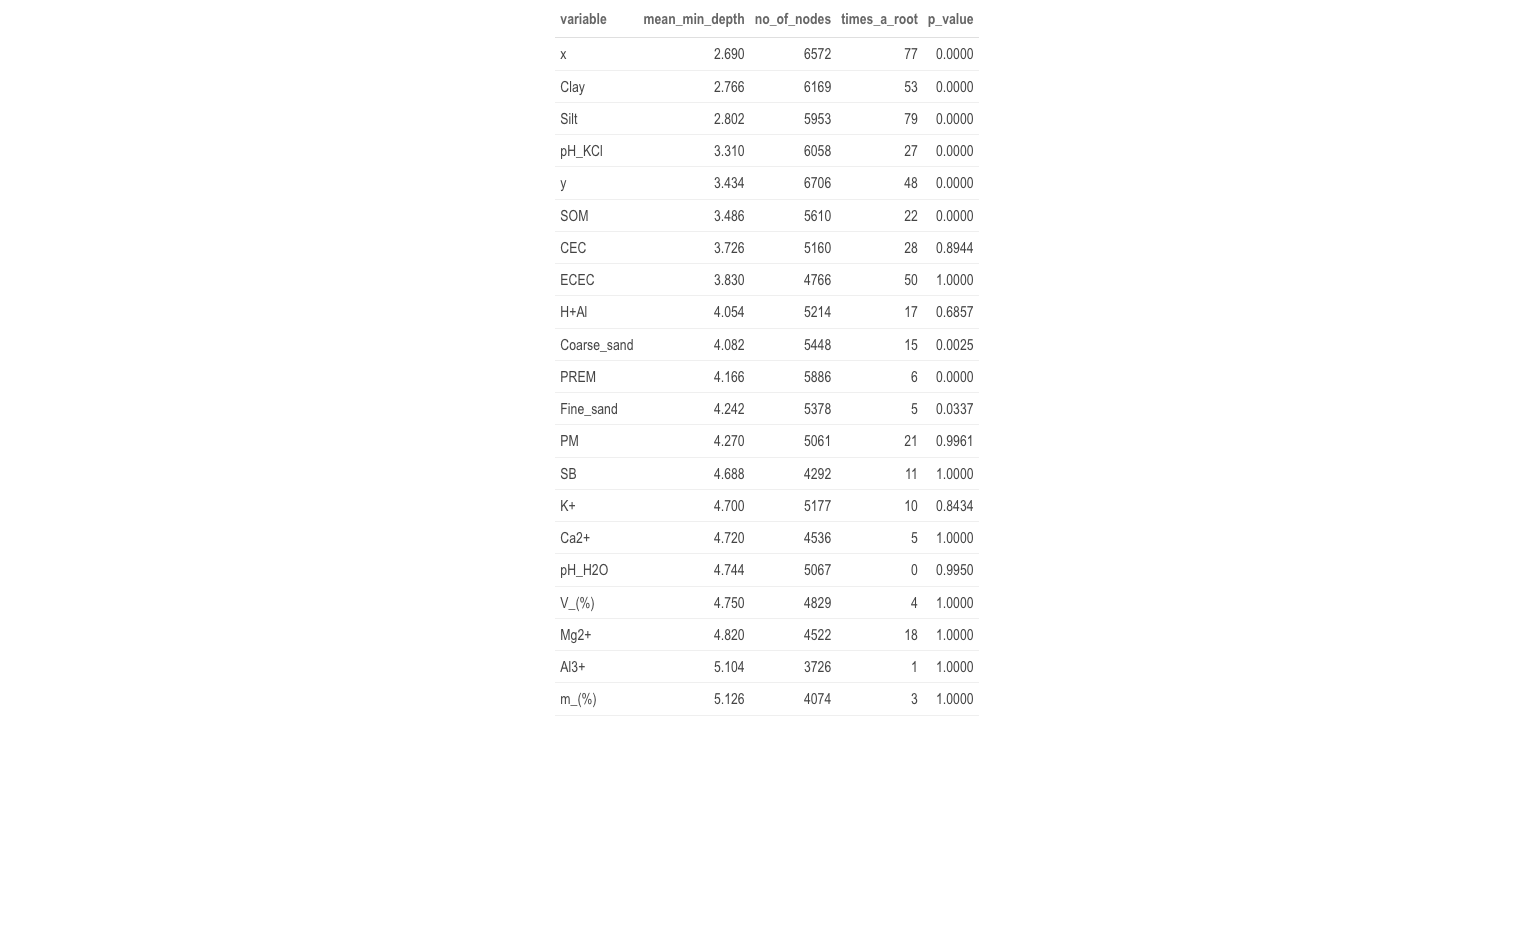 variable mean_min_depth no_of_nodes times_a_root p_value
x 2.690 6572 77 0.0000
Clay 2.766 6169 53 0.0000
Silt 2.802 5953 79 0.0000
pH_KCl 3.310 6058 27 0.0000
y 3.434 6706 48 0.0000
SOM 3.486 5610 22 0.0000
CEC 3.726 5160 28 0.8944
ECEC 3.830 4766 50 1.0000
H+Al 4.054 5214 17 0.6857
Coarse_sand 4.082 5448 15 0.0025
PREM 4.166 5886 6 0.0000
Fine_sand 4.242 5378 5 0.0337
PM 4.270 5061 21 0.9961
SB 4.688 4292 11 1.0000
K+ 4.700 5177 10 0.8434
Ca2+ 4.720 4536 5 1.0000
pH_H2O 4.744 5067 0 0.9950
V_(%) 4.750 4829 4 1.0000
Mg2+ 4.820 4522 18 1.0000
Al3+ 5.104 3726 1 1.0000
m_(%) 5.126 4074 3 1.0000